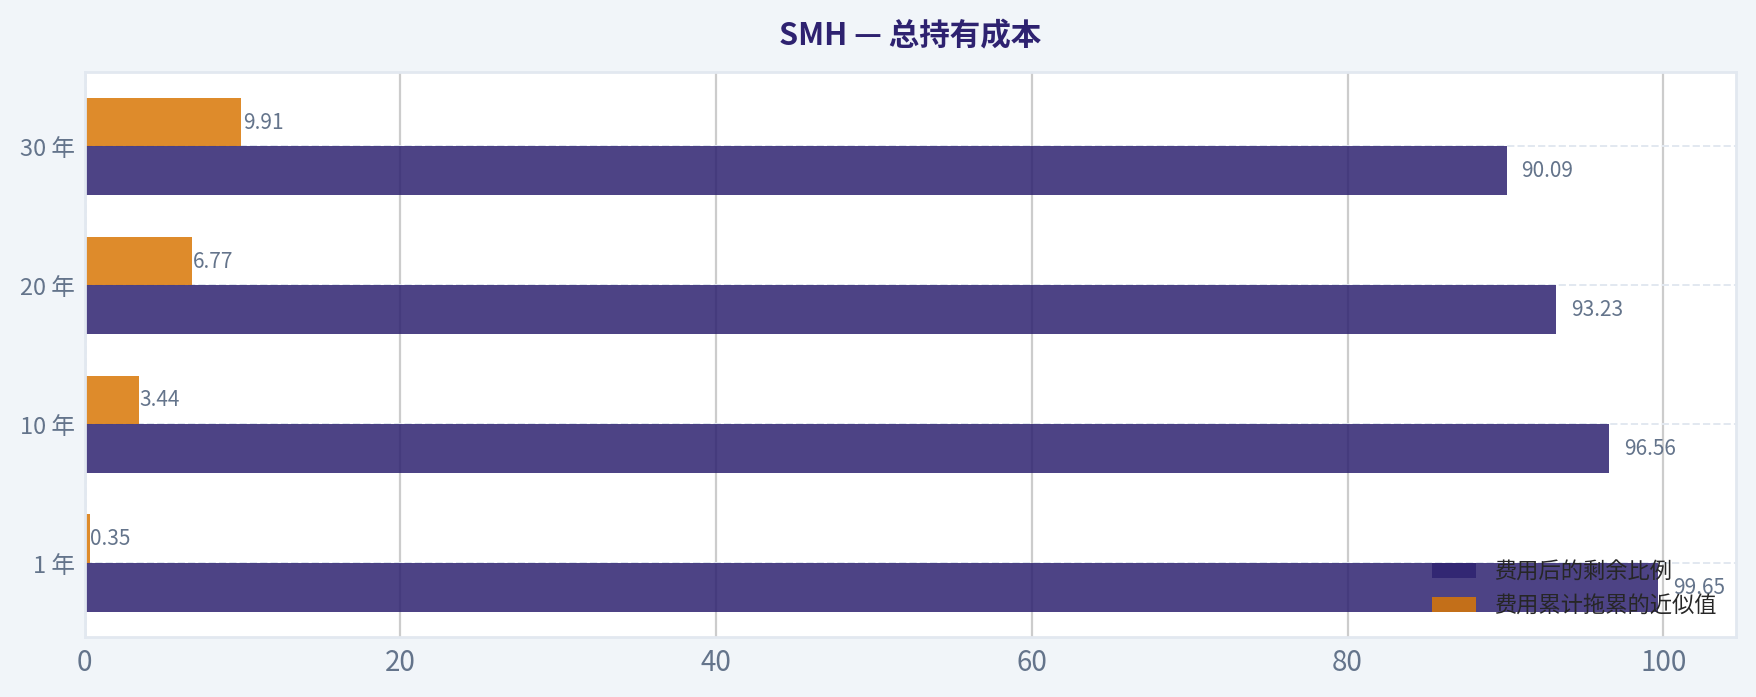 SMH — 总持有成本
30 年
9.91
90.09
20 年
6.77
93.23
10 年
3.44
96.56
1 年
0.35
99.65
费用后的剩余比例
费用累计拖累的近似值
0 20 40 60 80 100